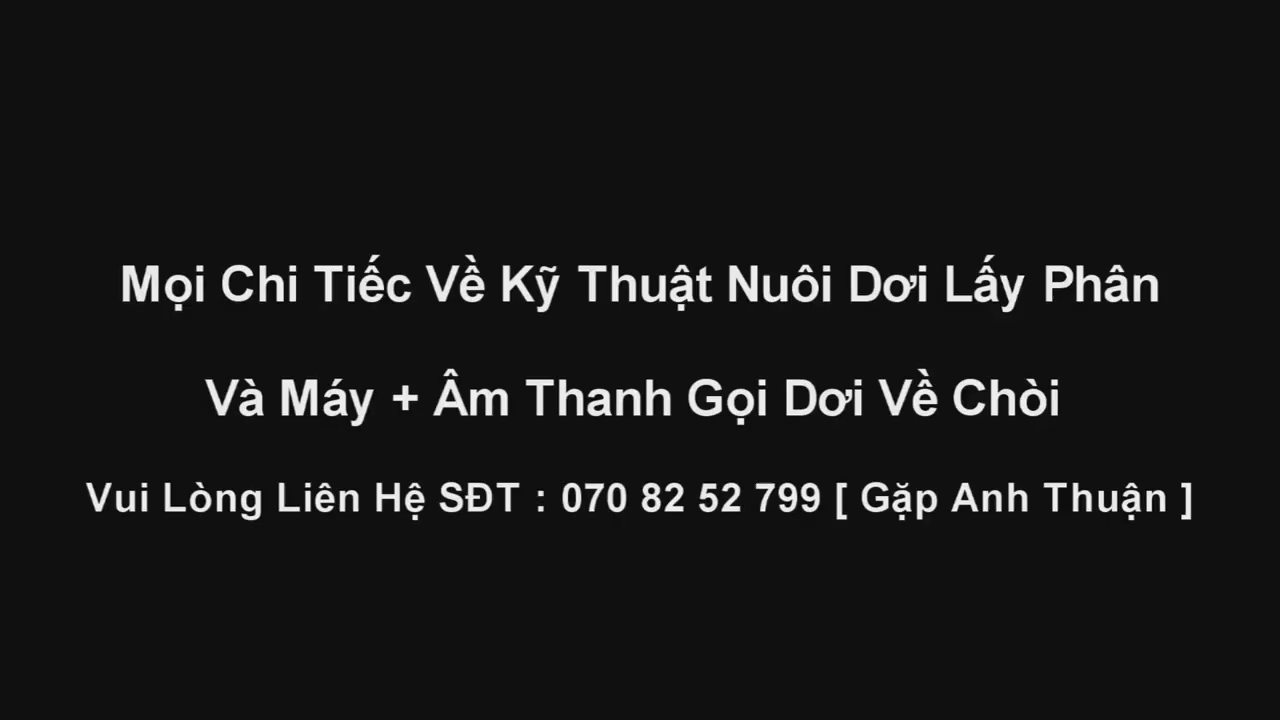 Mọi Chi Tiếc Về Kỹ Thuật Nuôi Dơi Lấy Phân
Và Máy + Âm Thanh Gọi Dơi Về Chòi
Vui Lòng Liên Hệ SĐT : 070 82 52 799 [ Gặp Anh Thuận ]